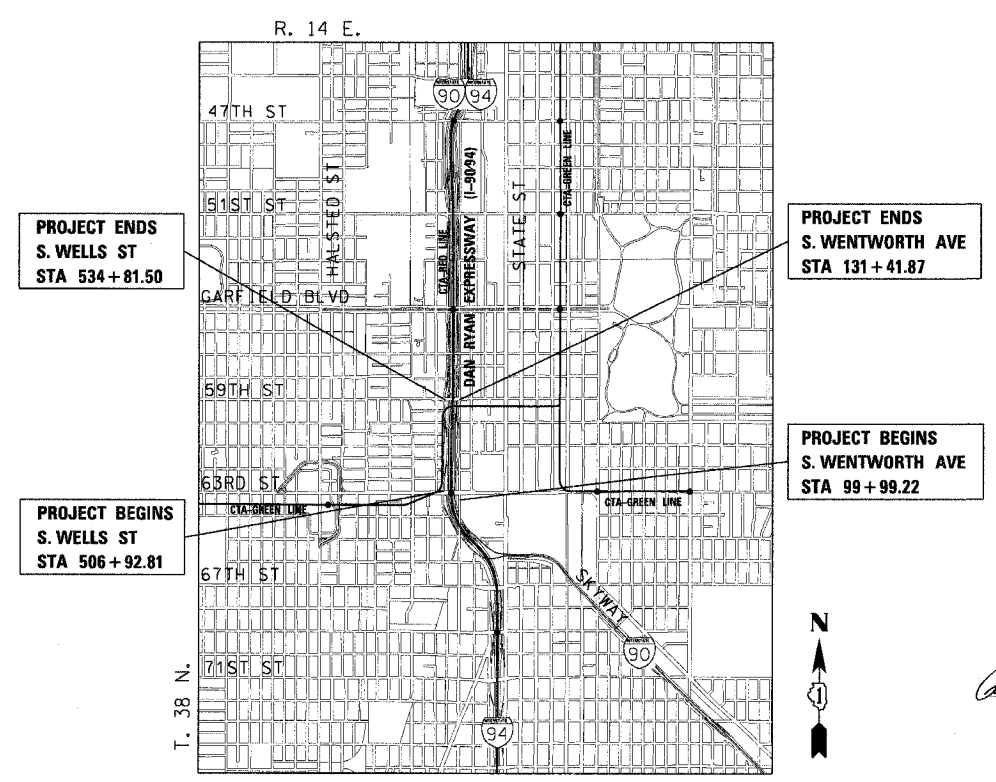 R. 14 E.
90 94
47TH ST
HALSTED ST
CTA-RED LINE
DAN RYAN EXPRESSWAY (I-90/94)
STATE ST
CTA-GREEN LINE
51ST ST
PROJECT ENDS
S. WELLS ST
STA 534+81.50
PROJECT ENDS
S. WENTWORTH AVE
STA 131+41.87
GARFIELD BLVD
59TH ST
PROJECT BEGINS
S. WENTWORTH AVE
STA 99+99.22
63RD ST
CTA-GREEN LINE
CTA-GREEN LINE
PROJECT BEGINS
S. WELLS ST
STA 506+92.81
67TH ST
SKYWAY
90
N
1
71ST ST
T. 38 N.
94